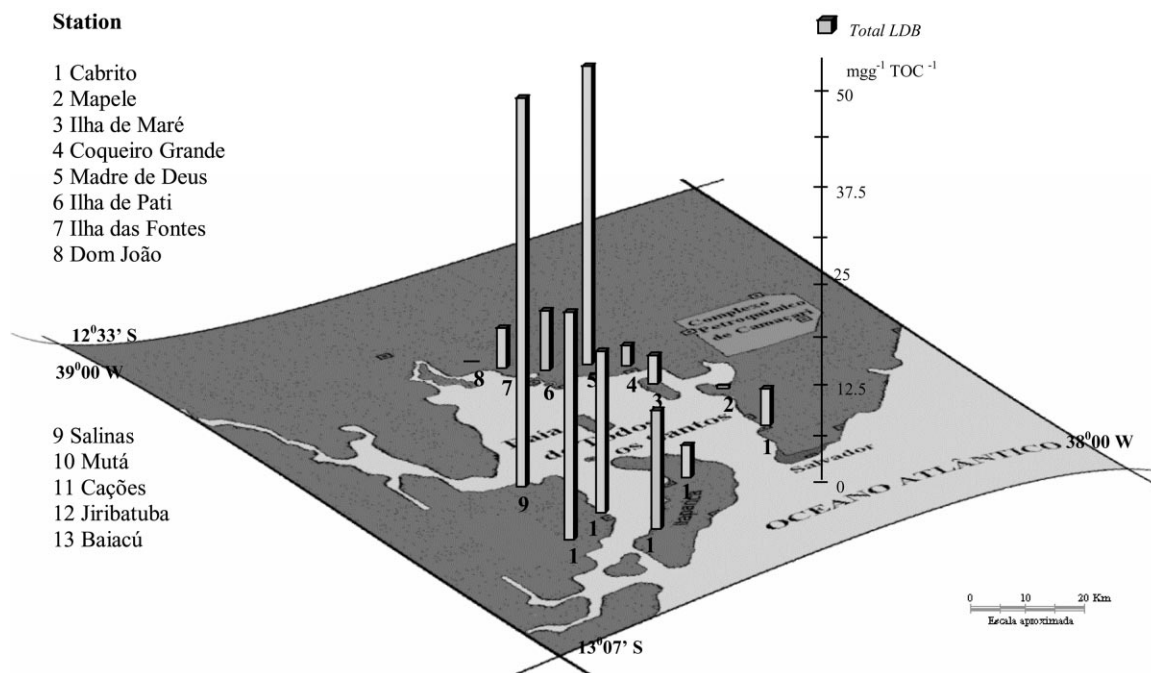 Station
Total LDB
mgg⁻¹ TOC ⁻¹
1 Cabrito
2 Mapele
3 Ilha de Maré
4 Coqueiro Grande
5 Madre de Deus
6 Ilha de Pati
7 Ilha das Fontes
8 Dom João
50
37.5
25
12.5
0
Complexo
Petroquímico
de Camaçari
12⁰33’ S
39⁰00 W
8
7
6
5
4
3
2
1
Baia
de Todos
os Santos
Salvador
38⁰00 W
OCEANO ATLÂNTICO
9 Salinas
10 Mutá
11 Cações
12 Jiribatuba
13 Baiacú
9
1
1
1
1
Itaparica
13⁰07’ S
0 10 20 Km
Escala aproximada